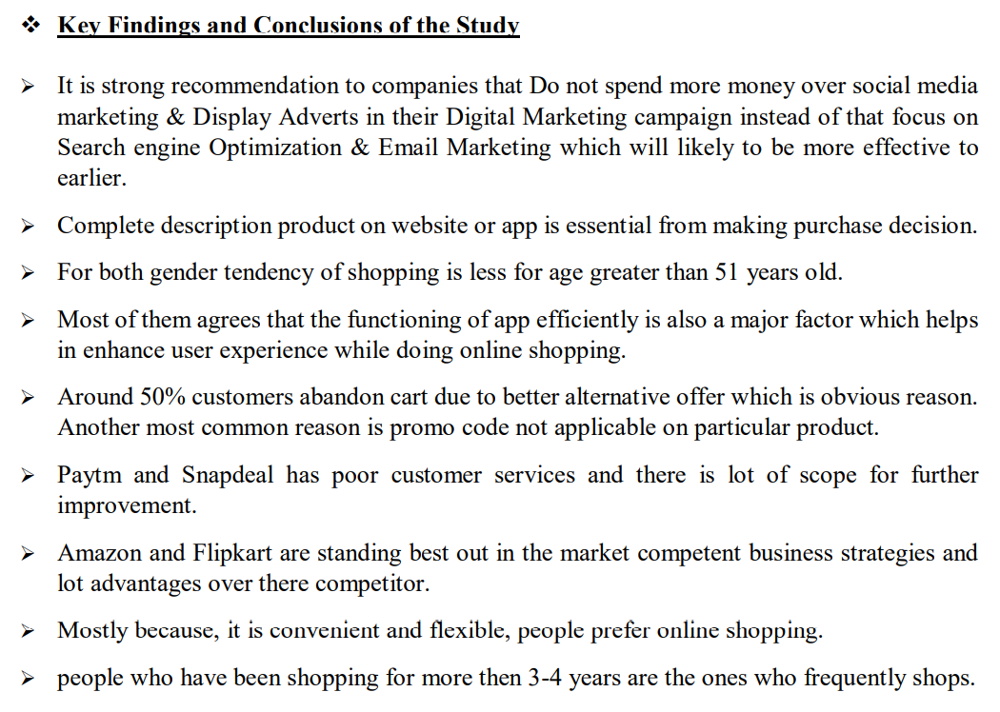 ❖ Key Findings and Conclusions of the Study
➢ It is strong recommendation to companies that Do not spend more money over social media
marketing & Display Adverts in their Digital Marketing campaign instead of that focus on
Search engine Optimization & Email Marketing which will likely to be more effective to
earlier.
➢ Complete description product on website or app is essential from making purchase decision.
➢ For both gender tendency of shopping is less for age greater than 51 years old.
➢ Most of them agrees that the functioning of app efficiently is also a major factor which helps
in enhance user experience while doing online shopping.
➢ Around 50% customers abandon cart due to better alternative offer which is obvious reason.
Another most common reason is promo code not applicable on particular product.
➢ Paytm and Snapdeal has poor customer services and there is lot of scope for further
improvement.
➢ Amazon and Flipkart are standing best out in the market competent business strategies and
lot advantages over there competitor.
➢ Mostly because, it is convenient and flexible, people prefer online shopping.
➢ people who have been shopping for more then 3-4 years are the ones who frequently shops.